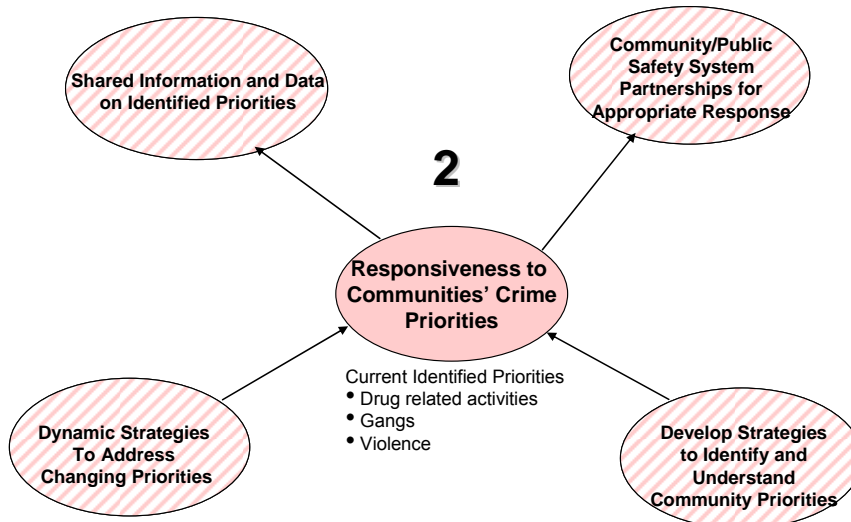 Shared Information and Data
on Identified Priorities
Community/Public
Safety System
Partnerships for
Appropriate Response
2
Responsiveness to
Communities’ Crime
Priorities
Current Identified Priorities
• Drug related activities
• Gangs
• Violence
Dynamic Strategies
To Address
Changing Priorities
Develop Strategies
to Identify and
Understand
Community Priorities